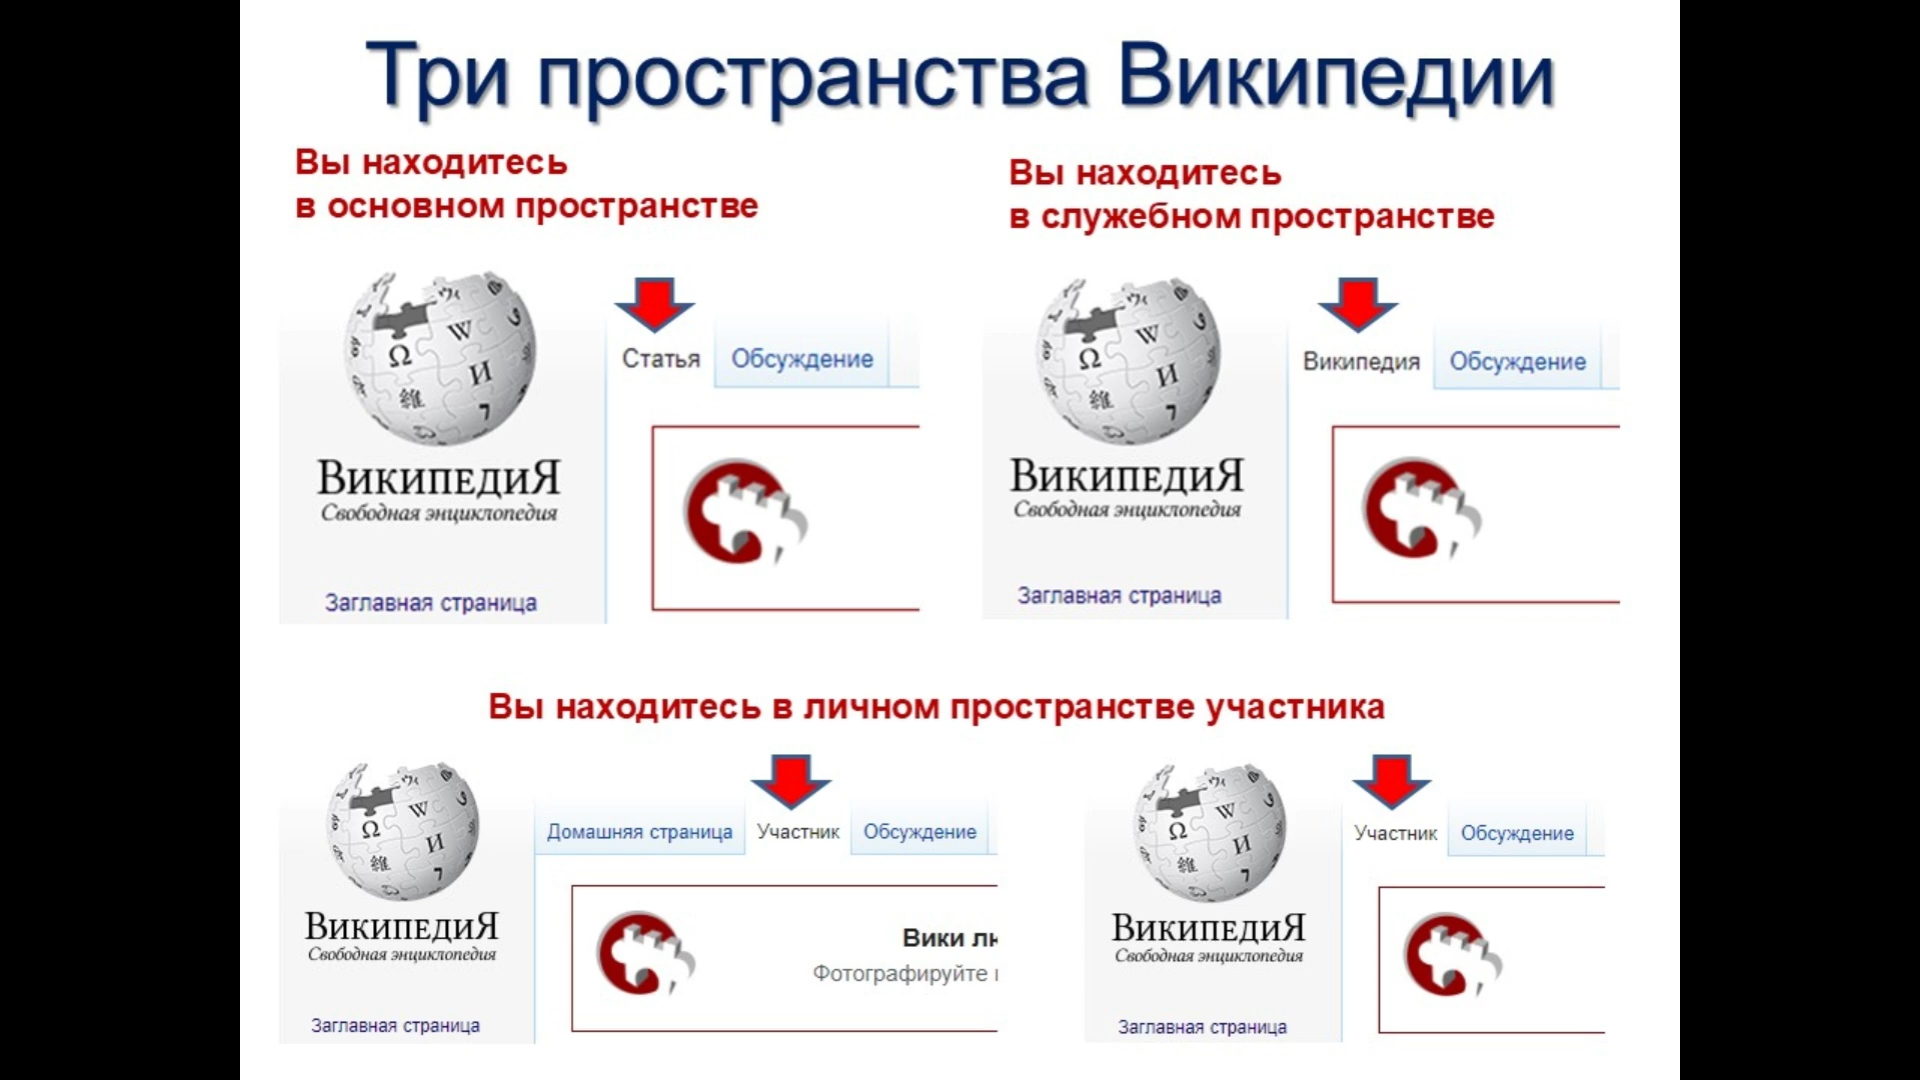 Три пространства Википедии
Вы находитесь
в основном пространстве
Вы находитесь
в служебном пространстве
Статья
Обсуждение
ВикипедиЯ
Свободная энциклопедия
Заглавная страница
Википедия
Обсуждение
ВикипедиЯ
Свободная энциклопедия
Заглавная страница
Вы находитесь в личном пространстве участника
Домашняя страница
Участник
Обсуждение
ВикипедиЯ
Свободная энциклопедия
Вики
Фотографируйте
Заглавная страница
Участник
Обсуждение
ВикипедиЯ
Свободная энциклопедия
Заглавная страница